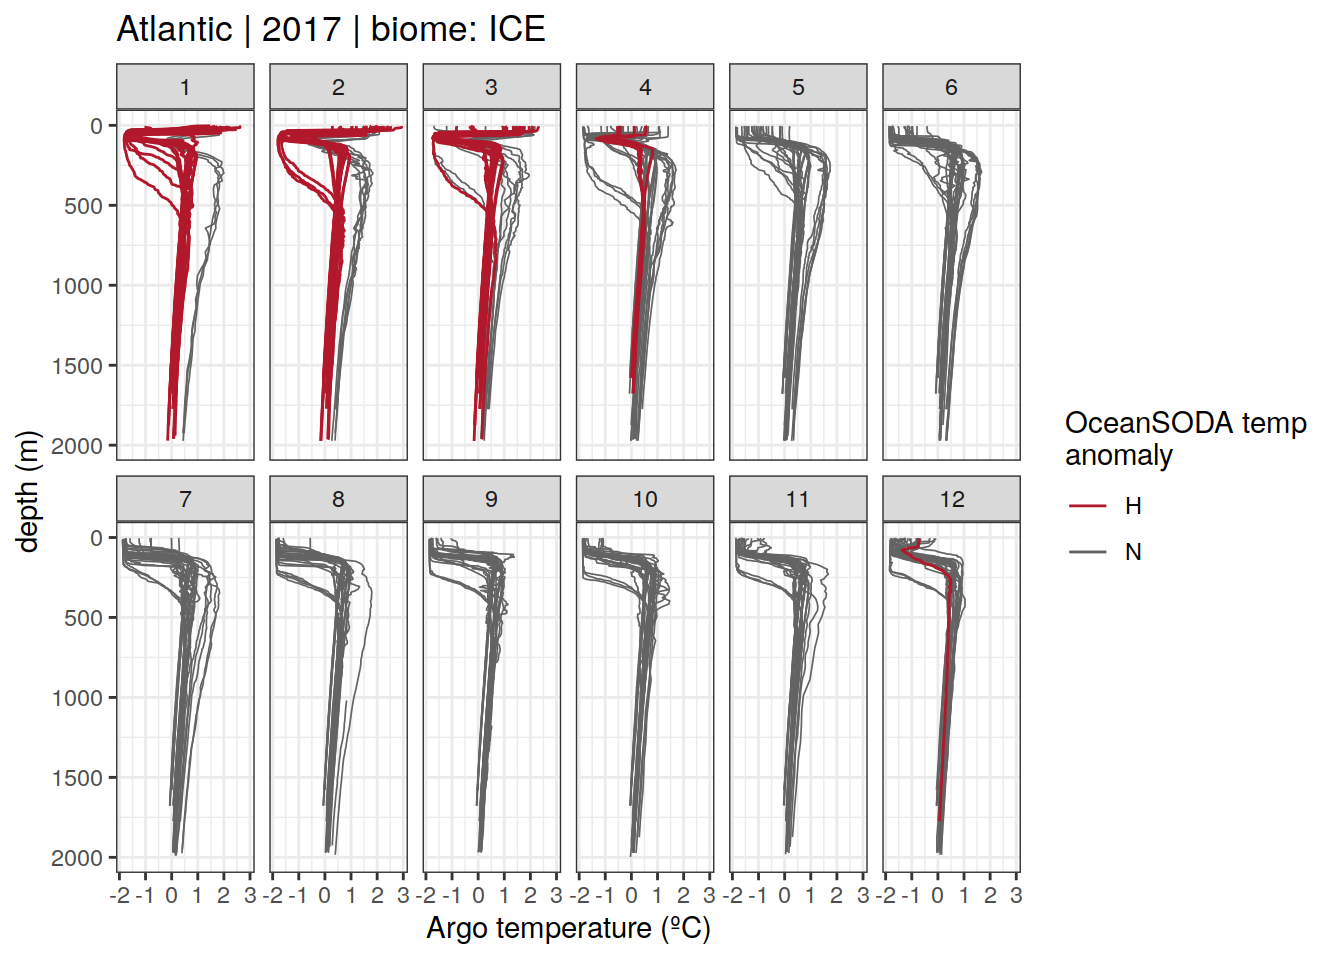 Atlantic | 2017 | biome: ICE
1 2 3 4 5 6
0
500
1000
1500
2000
7 8 9 10 11 12
0
500
1000
1500
2000
-2 -1 0 1 2 3 -2 -1 0 1 2 3 -2 -1 0 1 2 3 -2 -1 0 1 2 3 -2 -1 0 1 2 3 -2 -1 0 1 2 3
Argo temperature (ºC)
depth (m)
OceanSODA temp
anomaly
H
N